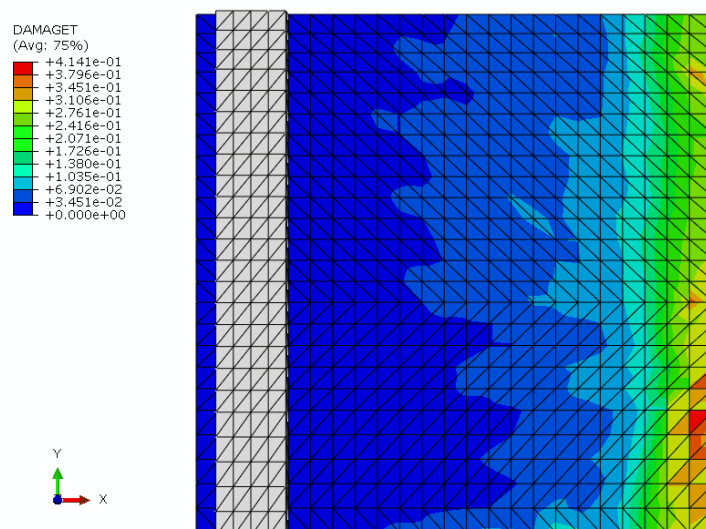 DAMAGET
(Avg: 75%)
+4.141e-01
+3.796e-01
+3.451e-01
+3.106e-01
+2.761e-01
+2.416e-01
+2.071e-01
+1.726e-01
+1.380e-01
+1.035e-01
+6.902e-02
+3.451e-02
+0.000e+00
Y
X